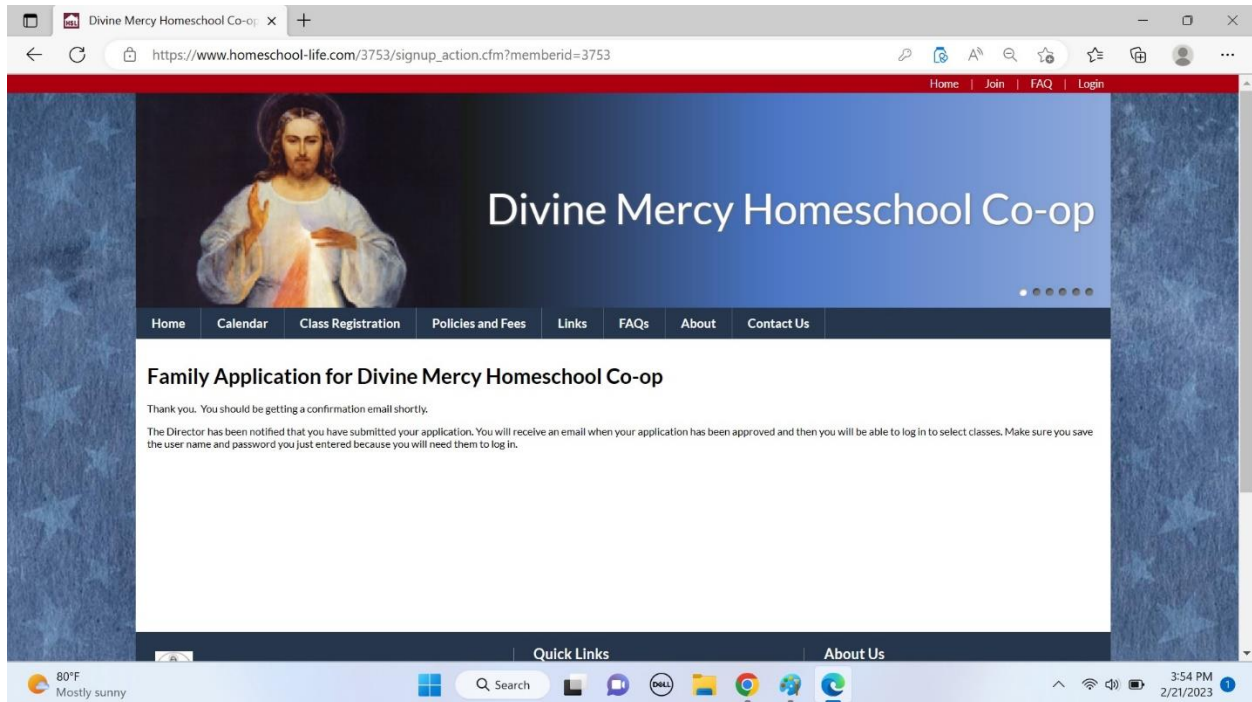 HSL Divine Mercy Homeschool Co-op
https://www.homeschool-life.com/3753/signup_action.cfm?memberid=3753
Home | Join | FAQ | Login
Divine Mercy Homeschool Co-op
Home Calendar Class Registration Policies and Fees Links FAQs About Contact Us
Family Application for Divine Mercy Homeschool Co-op
Thank you. You should be getting a confirmation email shortly.
The Director has been notified that you have submitted your application. You will receive an email when your application has been approved and then you will be able to log in to select classes. Make sure you save
the user name and password you just entered because you will need them to log in.
Quick Links About Us
80°F
Mostly sunny
Search
DELL
3:54 PM
2/21/2023
1